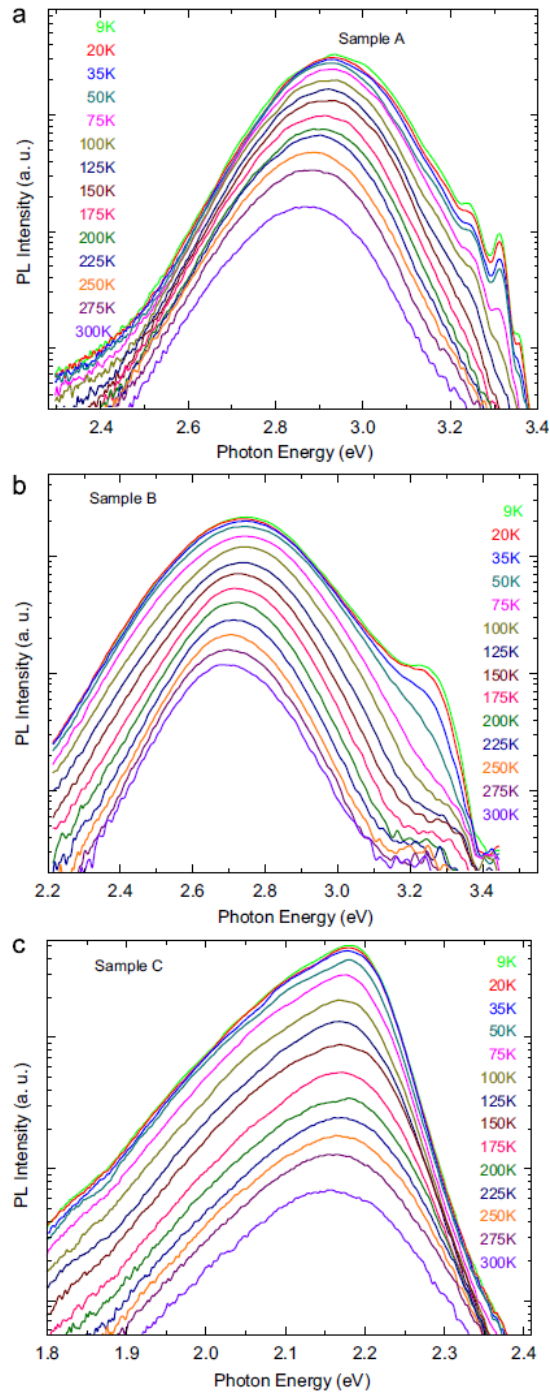 a
Sample A
9K
20K
35K
50K
75K
100K
125K
150K
175K
200K
225K
250K
275K
300K
PL Intensity (a. u.)
2.4 2.6 2.8 3.0 3.2 3.4
Photon Energy (eV)
b
Sample B
9K
20K
35K
50K
75K
100K
125K
150K
175K
200K
225K
250K
275K
300K
PL Intensity (a. u.)
2.2 2.4 2.6 2.8 3.0 3.2 3.4
Photon Energy (eV)
c
Sample C
9K
20K
35K
50K
75K
100K
125K
150K
175K
200K
225K
250K
275K
300K
PL Intensity (a. u.)
1.8 1.9 2.0 2.1 2.2 2.3 2.4
Photon Energy (eV)